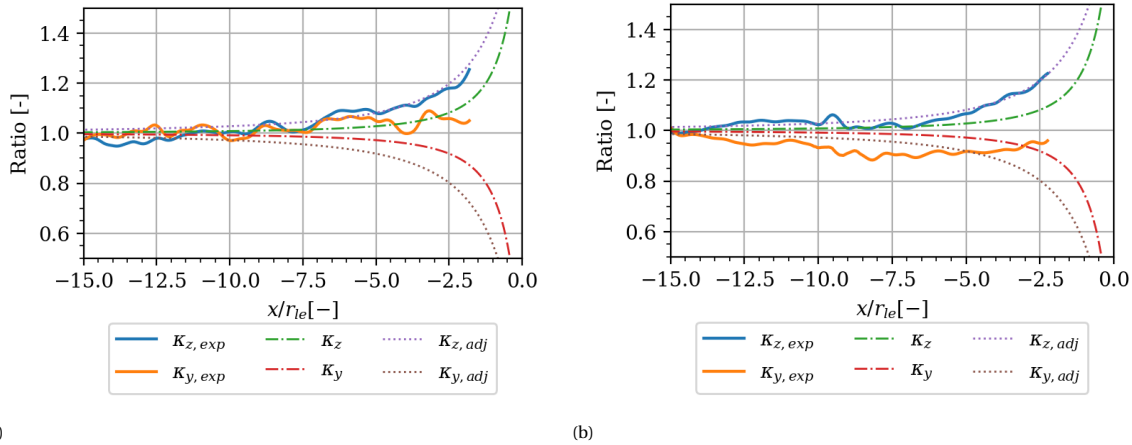 Ratio [-]
1.4
1.2
1.0
0.8
0.6
−15.0 −12.5 −10.0 −7.5 −5.0 −2.5 0.0
x/r_le[−]
κ_z,exp κ_z κ_z,adj
κ_y,exp κ_y κ_y,adj
)
Ratio [-]
1.4
1.2
1.0
0.8
0.6
−15.0 −12.5 −10.0 −7.5 −5.0 −2.5 0.0
x/r_le[−]
κ_z,exp κ_z κ_z,adj
κ_y,exp κ_y κ_y,adj
(b)